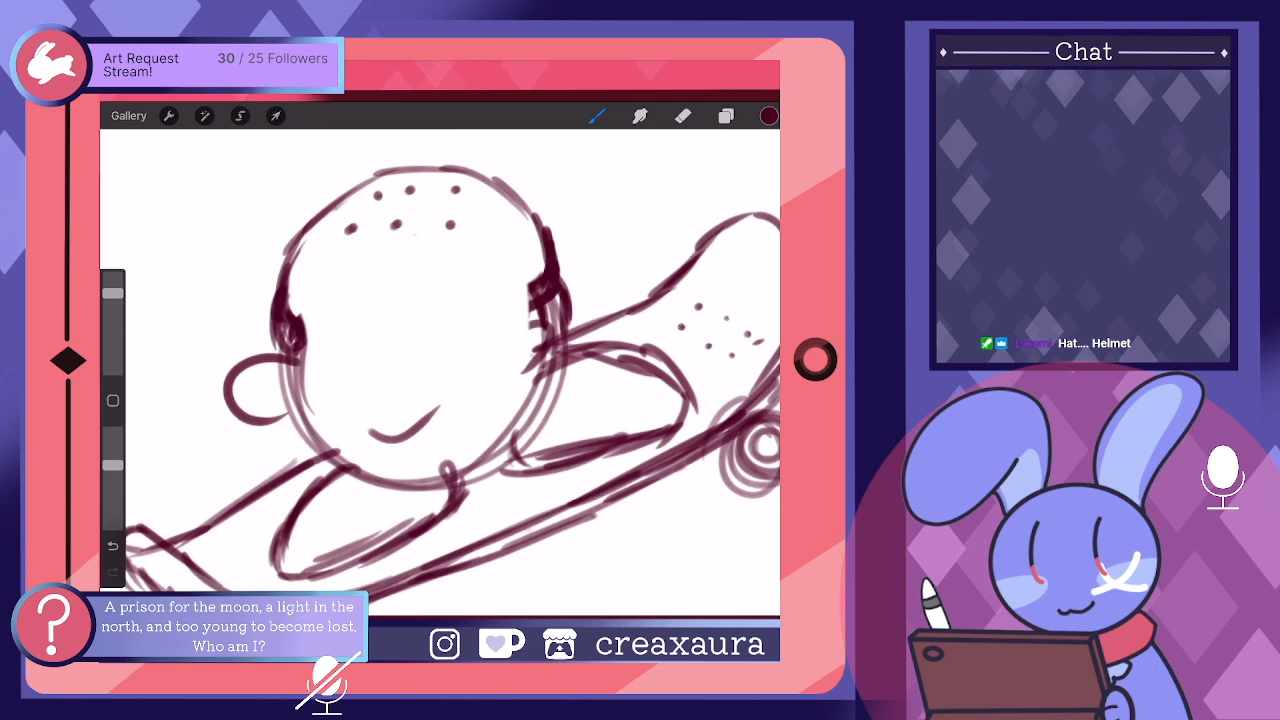 Art Request
Stream!
30 / 25 Followers
Gallery
Chat
Hat.... Helmet
A prison for the moon, a light in the
north, and too young to become lost.
Who am I?
creaxaura